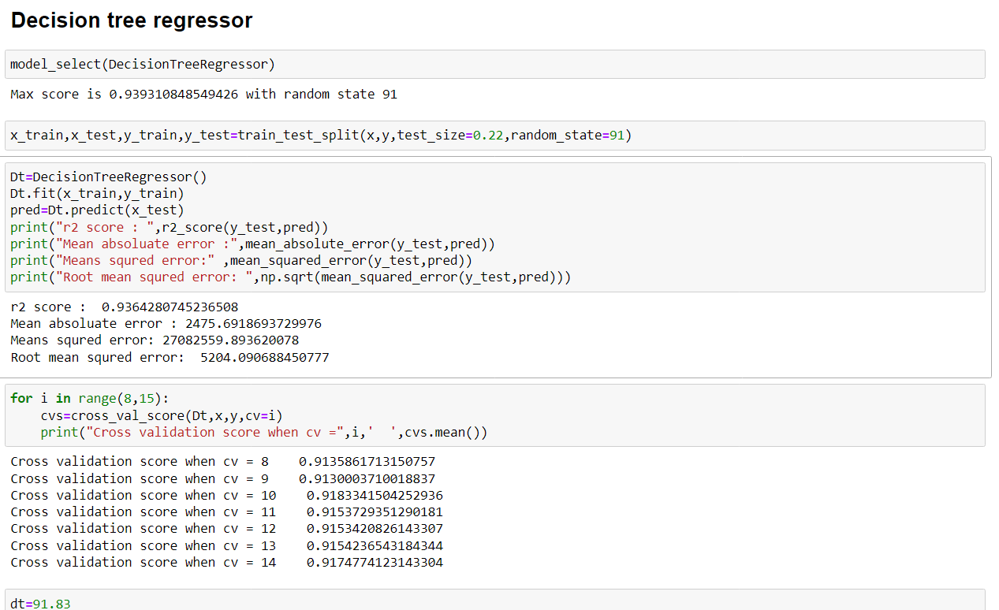 Decision tree regressor
model_select(DecisionTreeRegressor)
Max score is 0.939310848549426 with random state 91
x_train,x_test,y_train,y_test=train_test_split(x,y,test_size=0.22,random_state=91)
Dt=DecisionTreeRegressor()
Dt.fit(x_train,y_train)
pred=Dt.predict(x_test)
print("r2 score : ",r2_score(y_test,pred))
print("Mean absoluate error :",mean_absolute_error(y_test,pred))
print("Means squred error:" ,mean_squared_error(y_test,pred))
print("Root mean squred error: ",np.sqrt(mean_squared_error(y_test,pred)))
r2 score :  0.9364280745236508
Mean absoluate error : 2475.6918693729976
Means squred error: 27082559.893620078
Root mean squred error:  5204.090688450777
for i in range(8,15):
    cvs=cross_val_score(Dt,x,y,cv=i)
    print("Cross validation score when cv =",i,'  ',cvs.mean())
Cross validation score when cv = 8    0.9135861713150757
Cross validation score when cv = 9    0.9130003710018837
Cross validation score when cv = 10    0.9183341504252936
Cross validation score when cv = 11    0.9153729351290181
Cross validation score when cv = 12    0.9153420826143307
Cross validation score when cv = 13    0.9154236543184344
Cross validation score when cv = 14    0.9174774123143304
dt=91.83